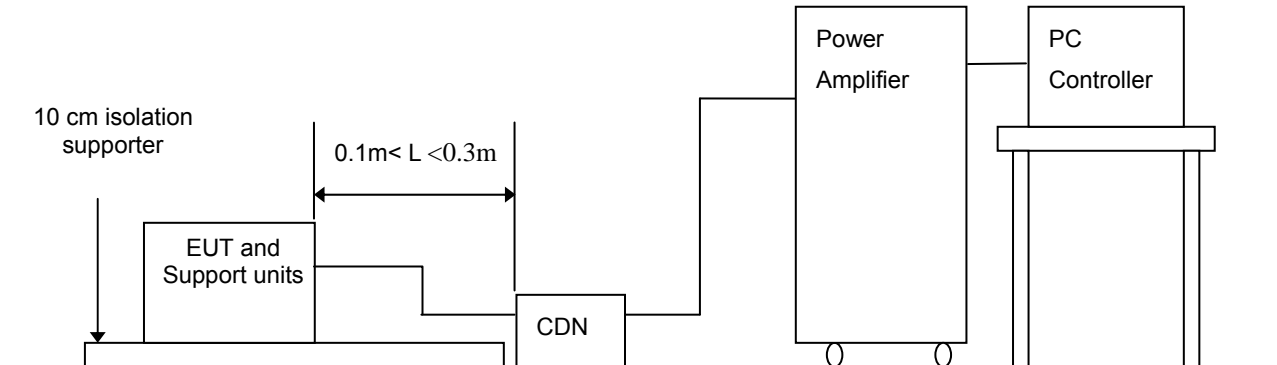 Power
Amplifier
PC
Controller
10 cm isolation
supporter
0.1m< L <0.3m
EUT and
Support units
CDN